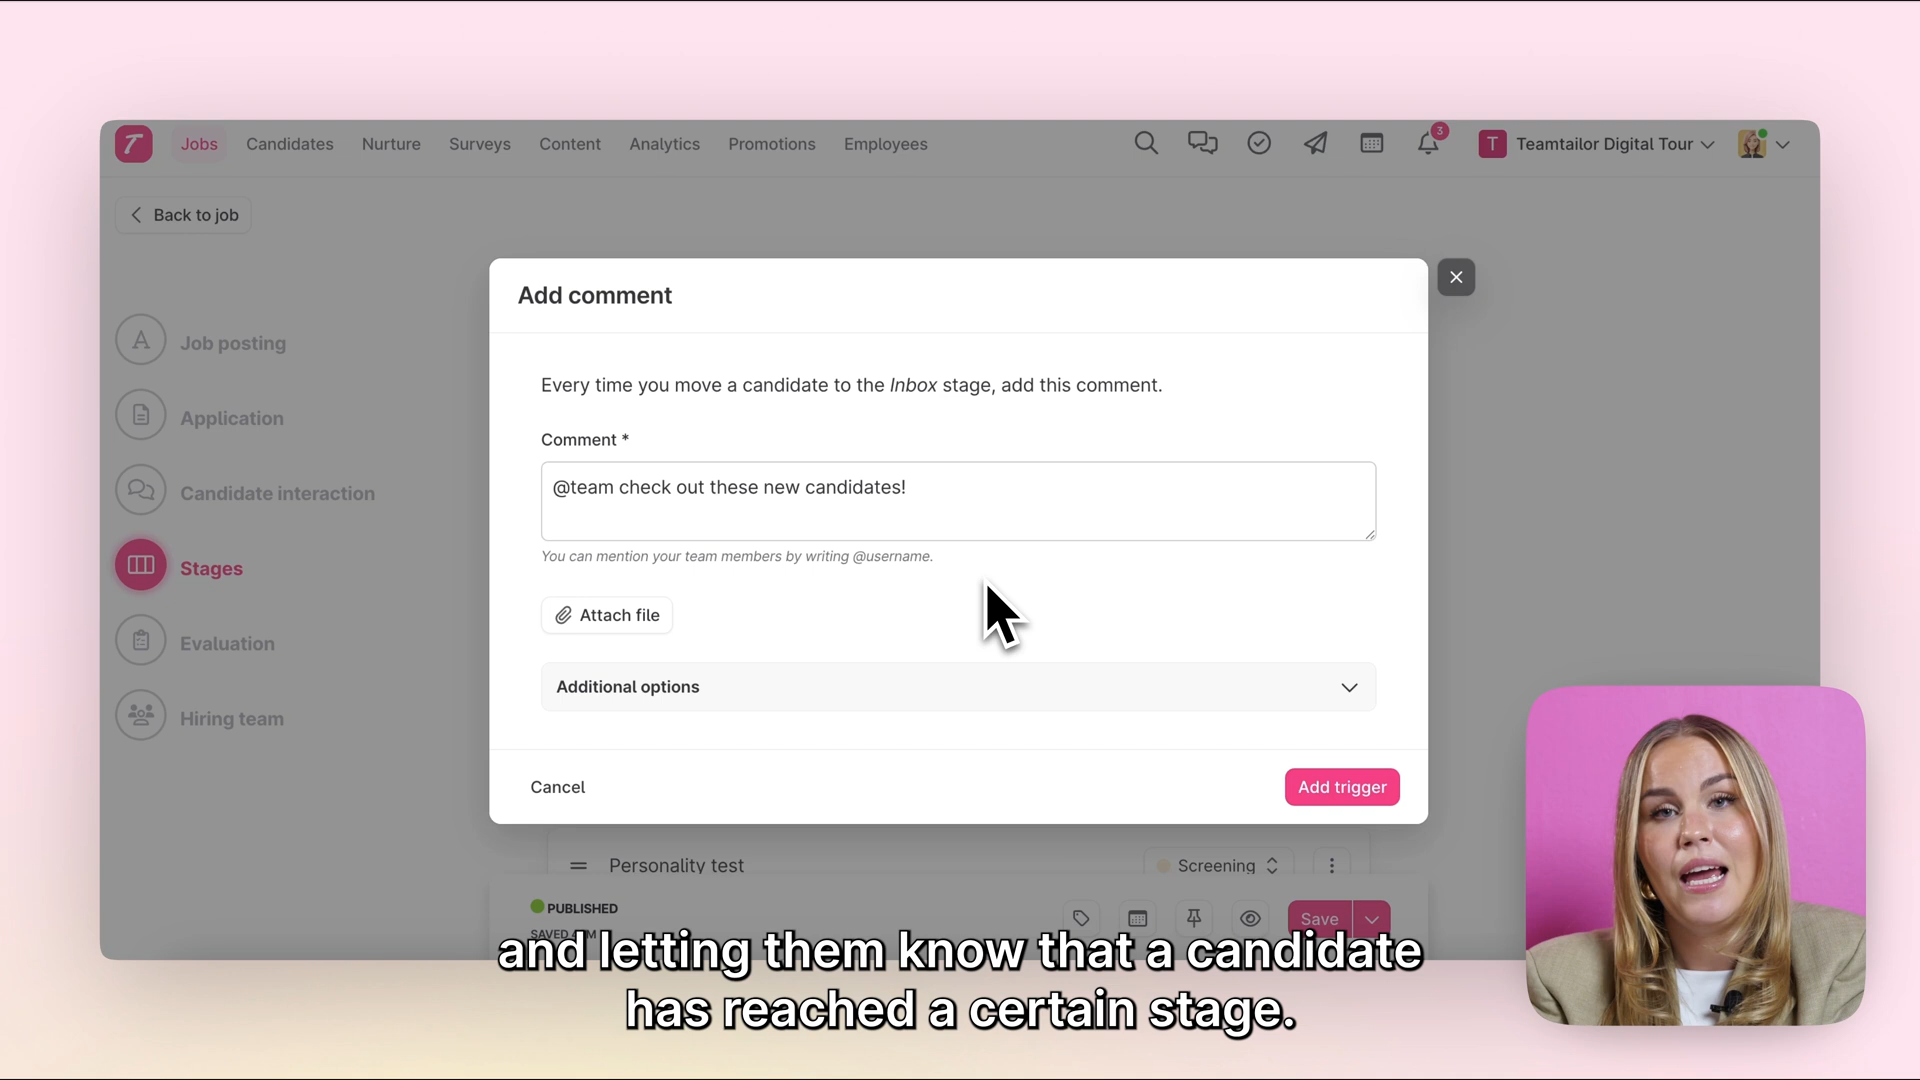 Jobs Candidates Nurture Surveys Content Analytics Promotions Employees 3 T Teamtailor Digital Tour
Back to job
Add comment
Every time you move a candidate to the Inbox stage, add this comment.
Comment *
@team check out these new candidates!
You can mention your team members by writing @username.
Attach file
Additional options
Cancel Add trigger
Job posting
Application
Candidate interaction
Stages
Evaluation
Hiring team
Personality test Screening
PUBLISHED
Save
and letting them know that a candidate
has reached a certain stage.